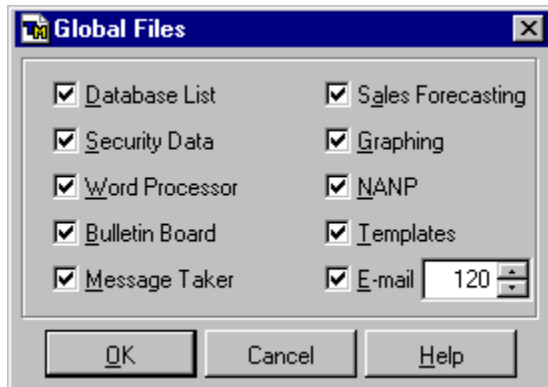 TM Global Files
Database List
Security Data
Word Processor
Bulletin Board
Message Taker
Sales Forecasting
Graphing
NANP
Templates
E-mail 120
OK Cancel Help